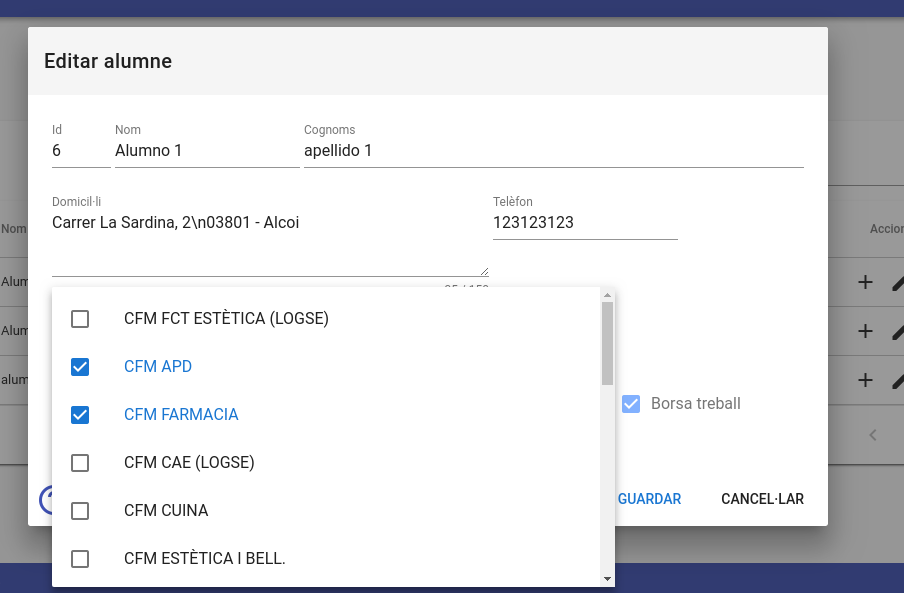 Editar alumne
Id
Nom
Cognoms
6
Alumno 1
apellido 1
Domicil·li
Telèfon
Carrer La Sardina, 2\n03801 - Alcoi
123123123
Nom
Accior
Alum
Alum
alum
CFM FCT ESTÈTICA (LOGSE)
CFM APD
CFM FARMACIA
Borsa treball
CFM CAE (LOGSE)
GUARDAR
CANCEL·LAR
CFM CUINA
CFM ESTÈTICA I BELL.